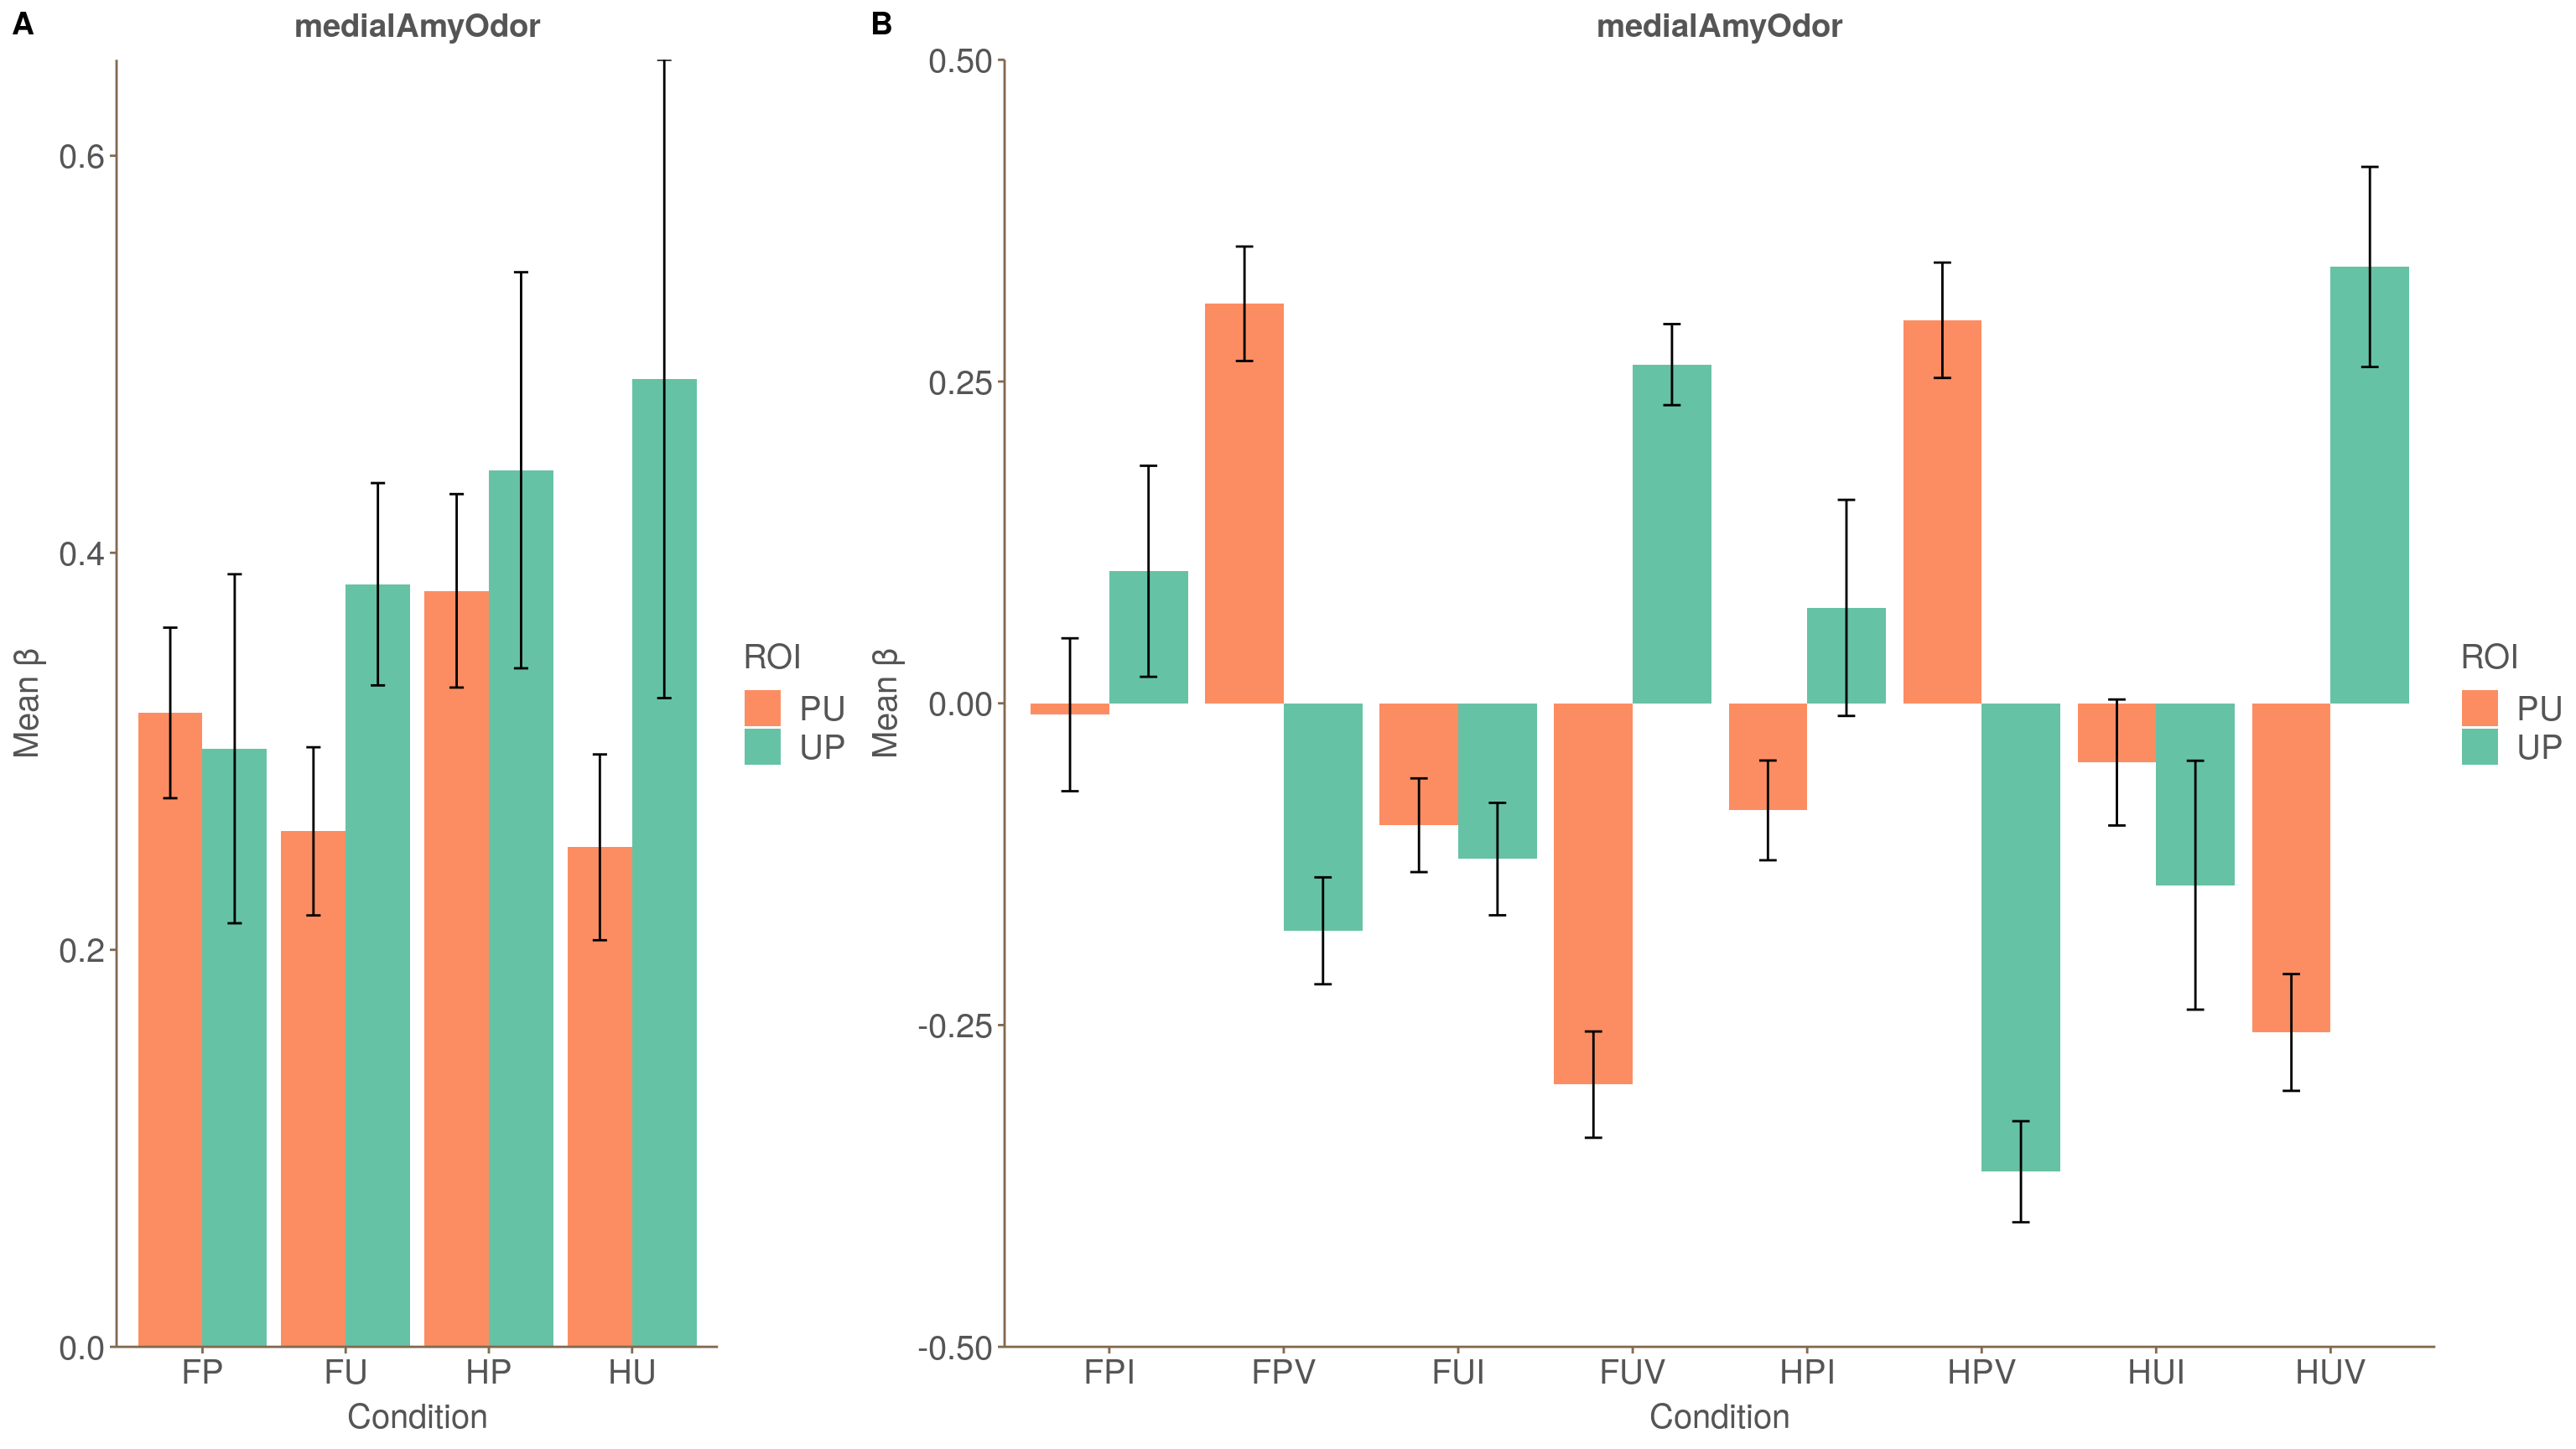 A
medialAmyOdor
Mean β
0.6
0.4
0.2
0.0
FP FU HP HU
Condition
ROI
PU
UP
B
medialAmyOdor
Mean β
0.50
0.25
0.00
-0.25
-0.50
FPI FPV FUI FUV HPI HPV HUI HUV
Condition
ROI
PU
UP